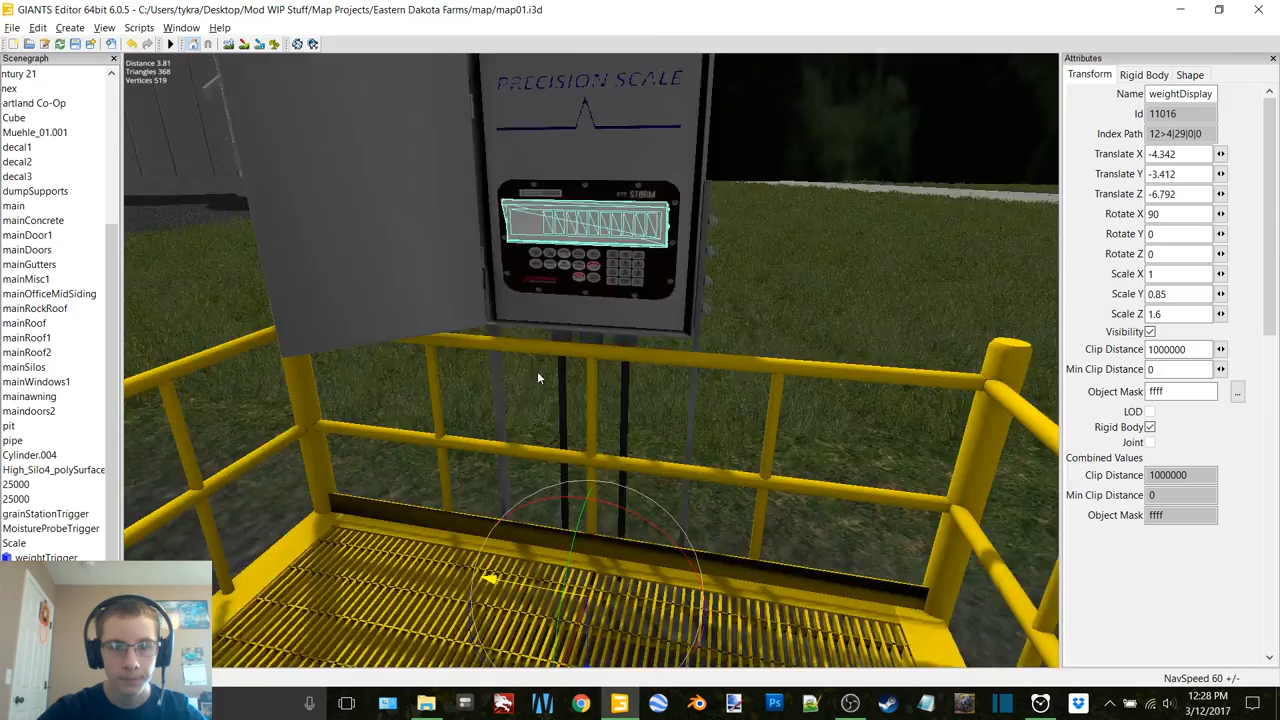 GIANTS Editor 64bit 6.0.5 - C:/Users/tykra/Desktop/Mod WIP Stuff/Map Projects/Eastern Dakota Farms/map/map01.i3d
File Edit Create View Scripts Window Help
Scenegraph
ntury 21
nex
artland Co-Op
Cube
Muehle_01.001
decal1
decal2
decal3
dumpSupports
main
mainConcrete
mainDoor1
mainDoors
mainGutters
mainMisc1
mainOfficeMidSiding
mainRockRoof
mainRoof
mainRoof1
mainRoof2
mainSilos
mainWindows1
mainawning
maindoors2
pit
pipe
Cylinder.004
High_Silo4_polySurface
25000
25000
grainStationTrigger
MoistureProbeTrigger
Scale
weightTrigger
Distance 3.81
Triangles 368
Vertices 519
PRECISION SCALE
STORM
Attributes
Transform Rigid Body Shape
Name weightDisplay
Id 11016
Index Path 12>4|29|0|0
Translate X -4.342
Translate Y -3.412
Translate Z -6.792
Rotate X 90
Rotate Y 0
Rotate Z 0
Scale X 1
Scale Y 0.85
Scale Z 1.6
Visibility
Clip Distance 1000000
Min Clip Distance 0
Object Mask ffff ...
LOD
Rigid Body
Joint
Combined Values
Clip Distance 1000000
Min Clip Distance 0
Object Mask ffff
NavSpeed 60 +/-
12:28 PM
3/12/2017